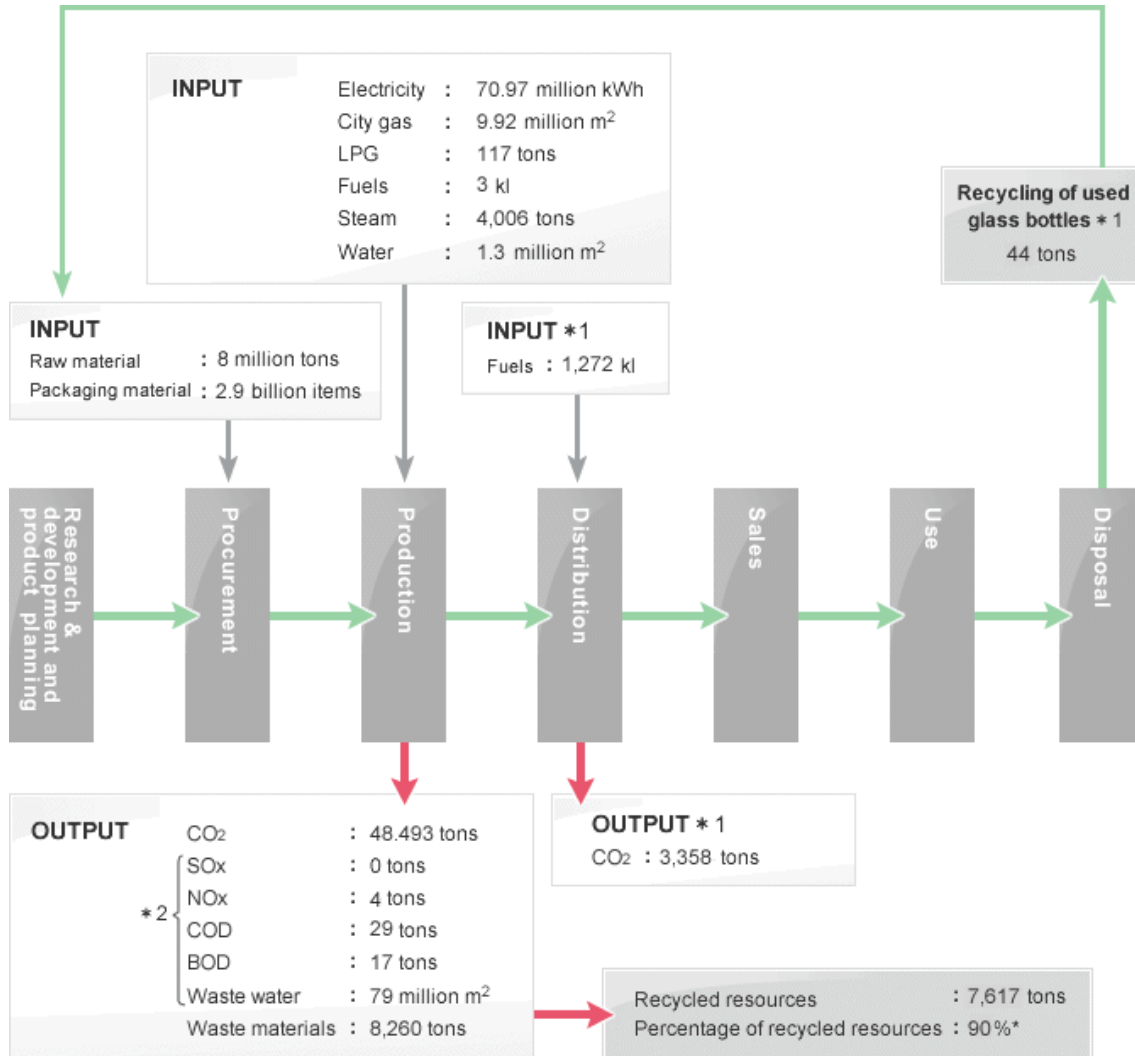 INPUT
Electricity : 70.97 million kWh
City gas : 9.92 million m2
LPG : 117 tons
Fuels : 3 kl
Steam : 4,006 tons
Water : 1.3 million m2
Recycling of used
glass bottles *1
44 tons
INPUT
Raw material : 8 million tons
Packaging material : 2.9 billion items
INPUT *1
Fuels : 1,272 kl
Research &
development and
product planning
Procurement
Production
Distribution
Sales
Use
Disposal
OUTPUT
CO2 : 48.493 tons
SOx : 0 tons
NOx : 4 tons
*2
COD : 29 tons
BOD : 17 tons
Waste water : 79 million m2
Waste materials : 8,260 tons
OUTPUT *1
CO2 : 3,358 tons
Recycled resources : 7,617 tons
Percentage of recycled resources : 90%*